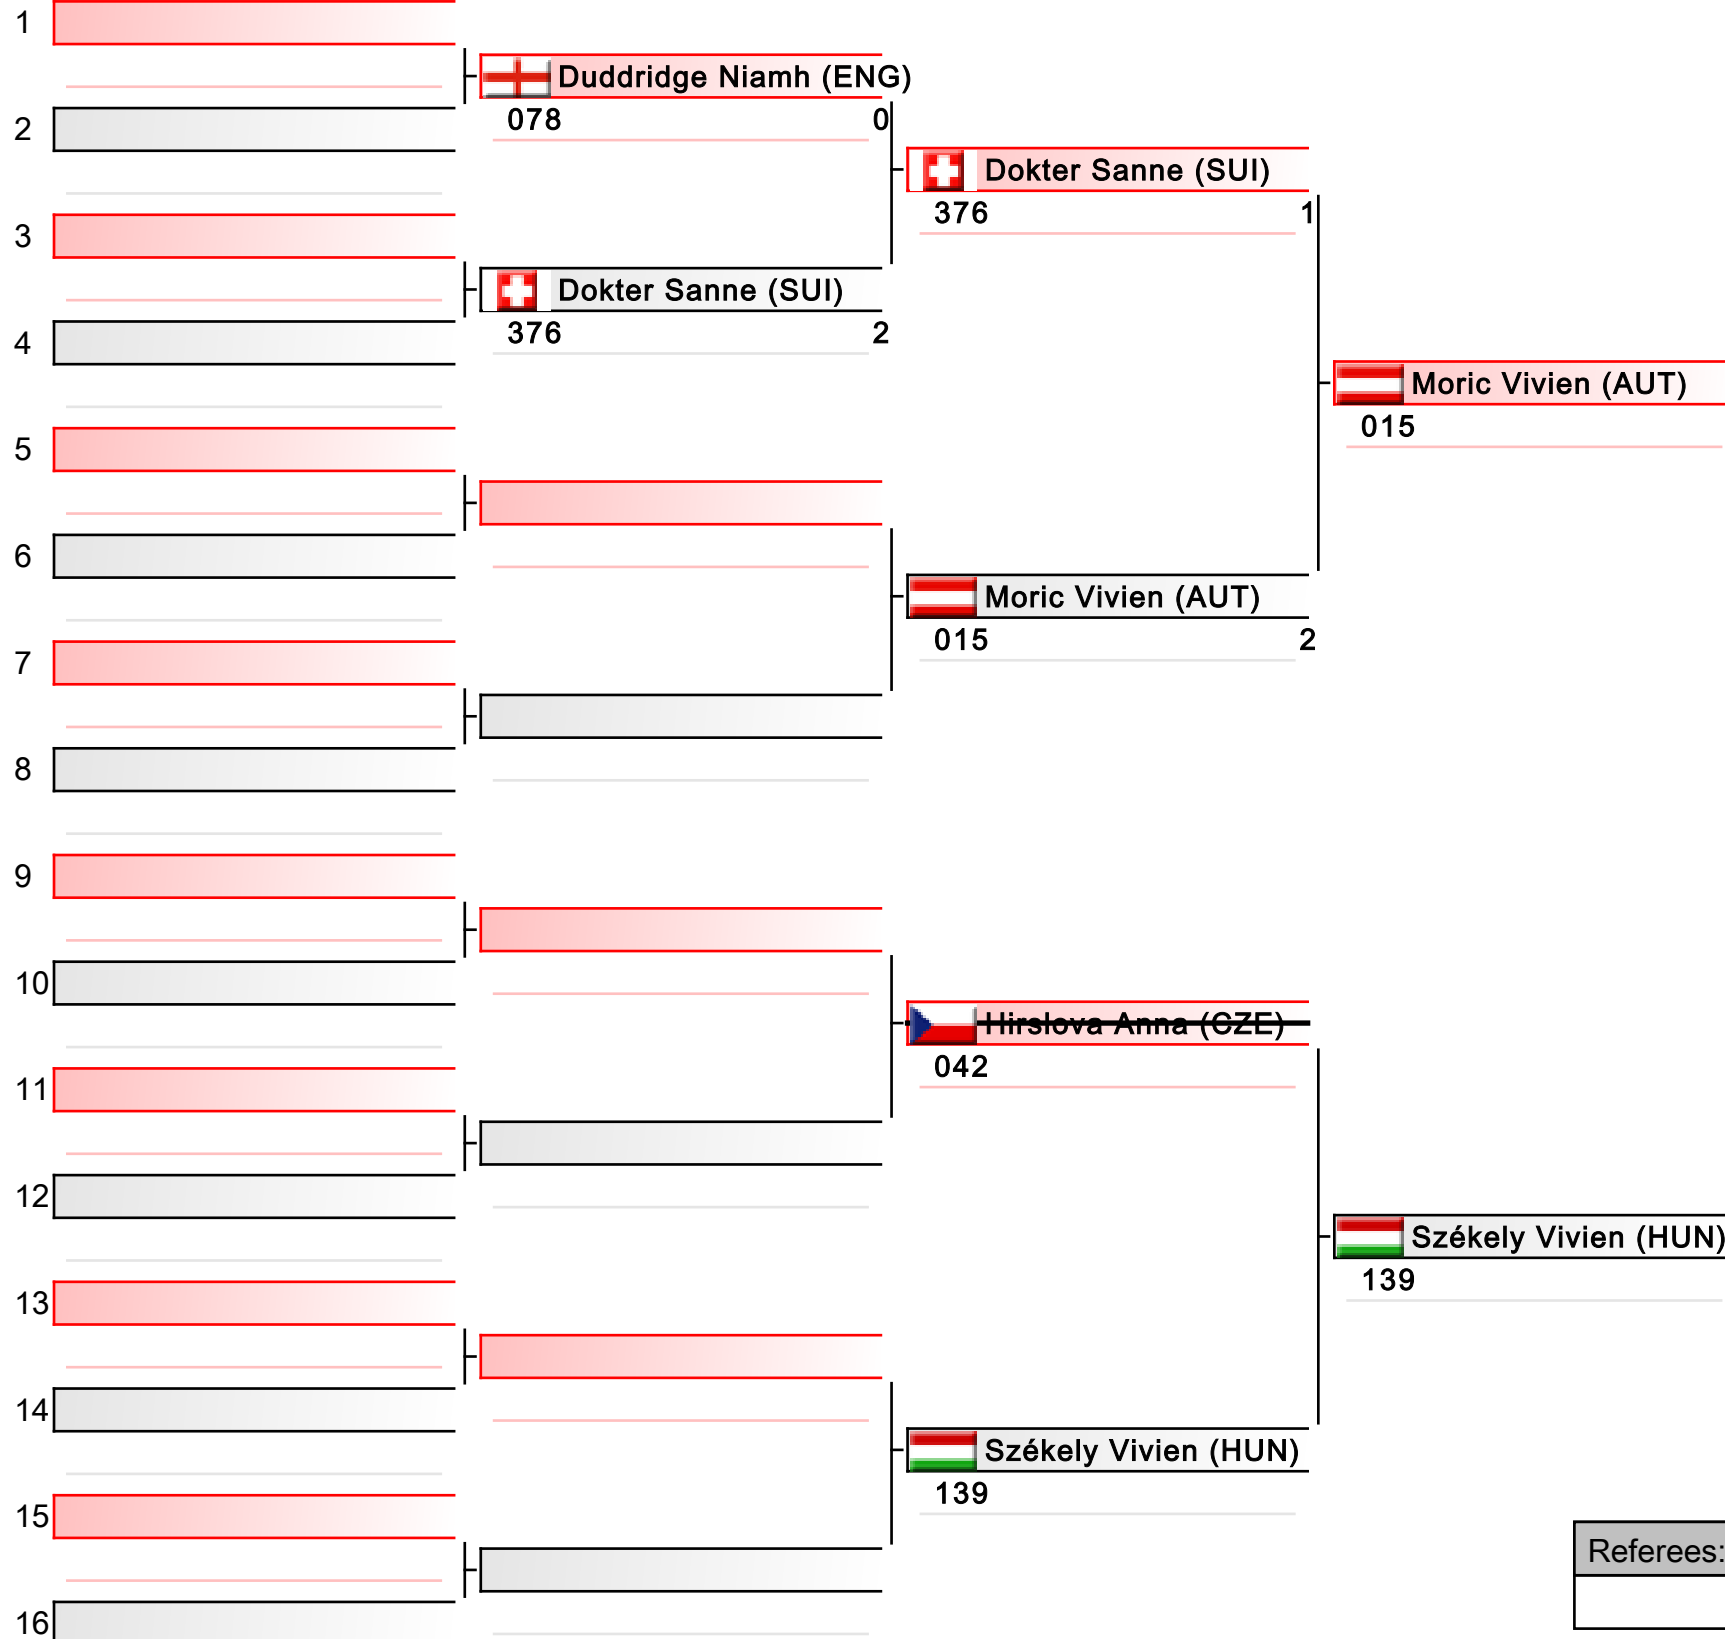 1
Duddridge Niamh (ENG)
078 0
2
Dokter Sanne (SUI)
376 1
3
Dokter Sanne (SUI)
376 2
4
Moric Vivien (AUT)
015
5
6
Moric Vivien (AUT)
015 2
7
8
9
10
Hirslova Anna (CZE)
042
11
12
Székely Vivien (HUN)
139
13
14
Székely Vivien (HUN)
139
15
Referees:
16